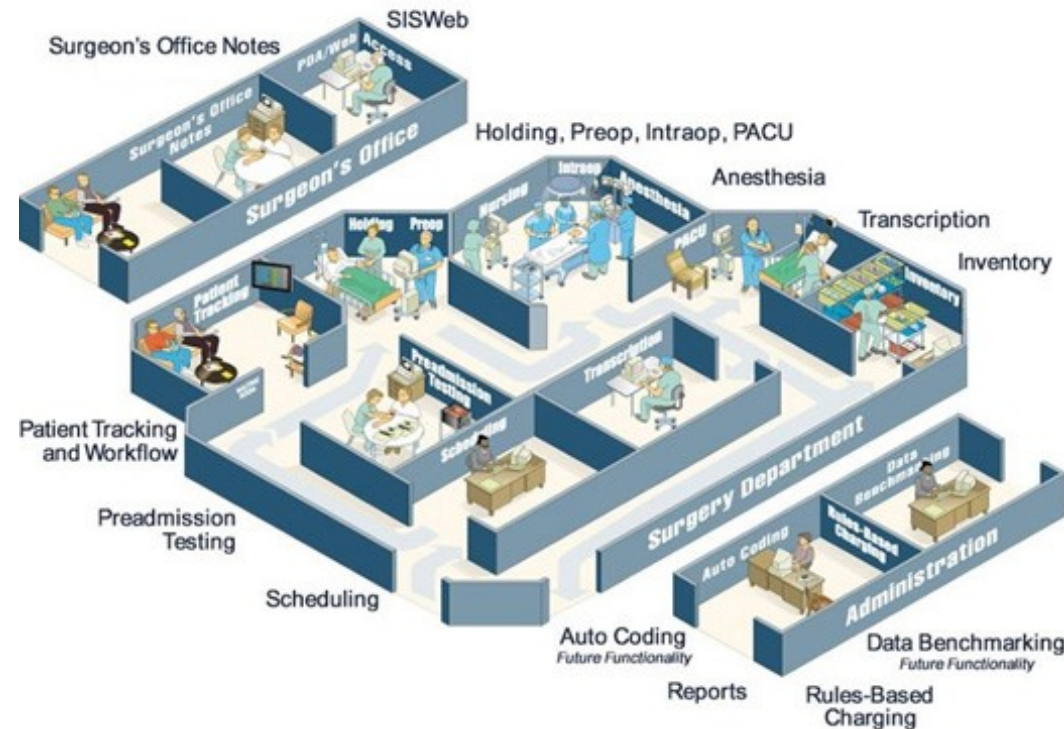 SISWeb
Surgeon's Office Notes
PDA/Web Access
Surgeon's Office
Notes
Surgeon's Office
Holding, Preop, Intraop, PACU
Anesthesia
Transcription
Inventory
Nursing
Intraop
Anesthesia
Holding
Preop
PACU
Inventory
Patient
Tracking
Preadmission
Testing
Transcription
Scheduling
Patient Tracking
and Workflow
Preadmission
Testing
Scheduling
Surgery Department
Data
Benchmarking
Auto Coding
Rules-Based
Charging
Administration
Auto Coding
Future Functionality
Data Benchmarking
Future Functionality
Reports
Rules-Based
Charging